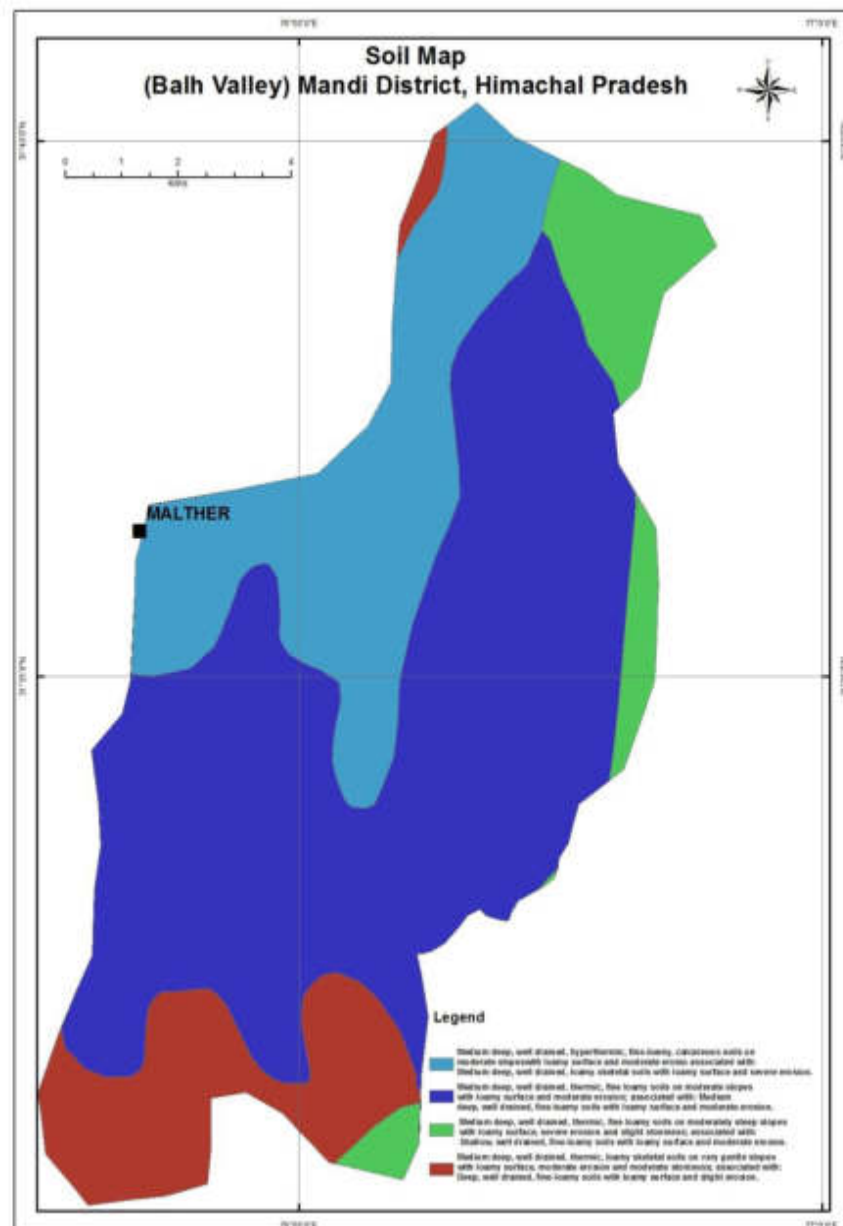 Soil Map
(Balh Valley) Mandi District, Himachal Pradesh
0 1 2 4
MALTHER
Legend
Medium deep, well drained, hyperthermic, fine-loamy, calcareous soils on
moderate slopes with loamy surface and moderate erosion associated with:
Medium deep, well drained, loamy skeletal soils with loamy surface and severe erosion.
Medium deep, well drained, thermic, fine loamy soils on moderate slopes
with loamy surface and moderate erosion; associated with: Medium
deep, well drained, fine-loamy soils with loamy surface and moderate erosion.
Medium deep, well drained, thermic, fine loamy soils on moderately steep slopes
with loamy surface, severe erosion and slight stoniness; associated with:
Shallow, well drained, fine-loamy soils with loamy surface and moderate erosion.
Medium deep, well drained, thermic, loamy skeletal soils on very gentle slopes
with loamy surface, moderate erosion and moderate stoniness; associated with:
Deep, well drained, fine-loamy soils with loamy surface and slight erosion.